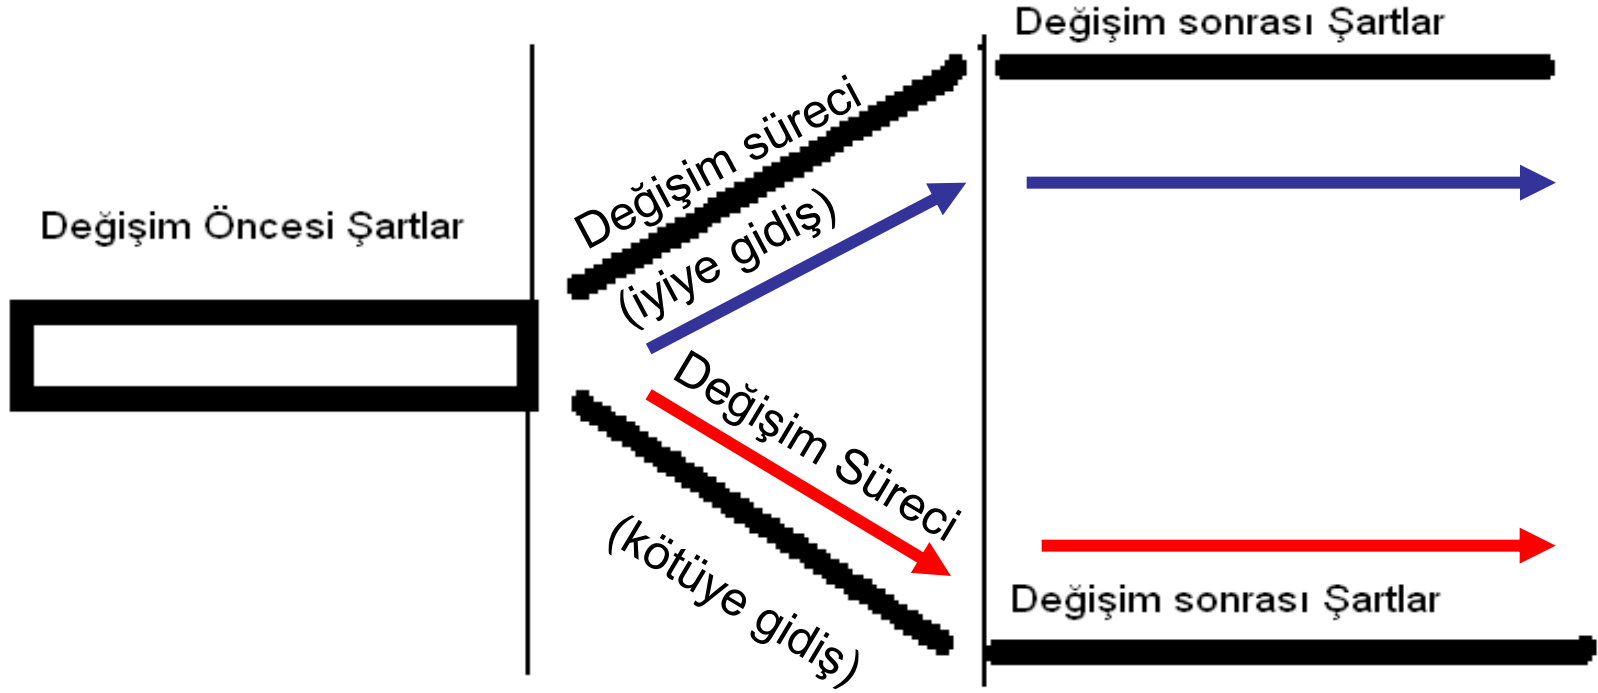 Değişim Öncesi Şartlar
Değişim süreci
(iyiye gidiş)
Değişim Süreci
(kötüye gidiş)
Değişim sonrası Şartlar
Değişim sonrası Şartlar